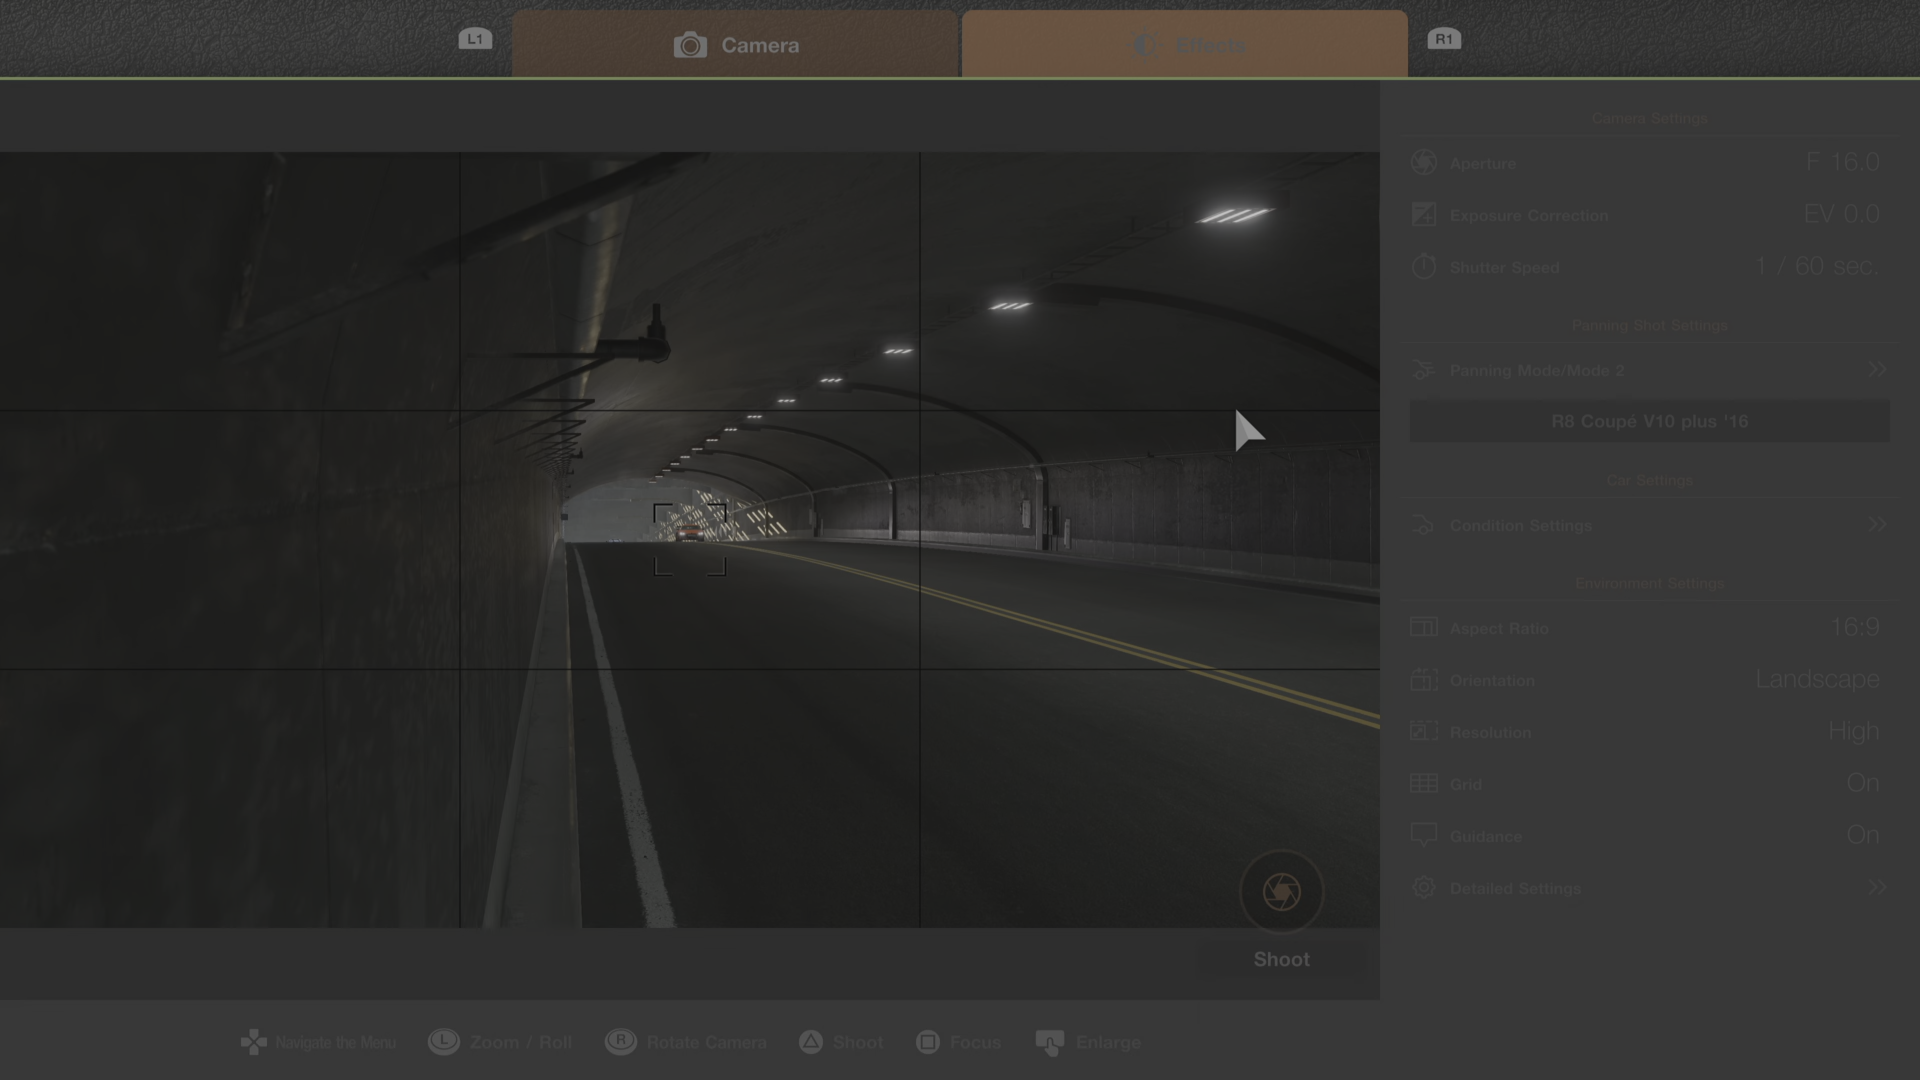 L1
Camera
Effects
R1
Camera Settings
Aperture F 16.0
Exposure Correction EV 0.0
Shutter Speed 1 / 60 sec.
Panning Shot Settings
Panning Mode/Mode 2
R8 Coupé V10 plus '16
Car Settings
Condition Settings
Environment Settings
Aspect Ratio 16:9
Orientation Landscape
Resolution High
Grid On
Guidance On
Detailed Settings
Shoot
Navigate the Menu L Zoom / Roll R Rotate Camera Shoot Focus Enlarge